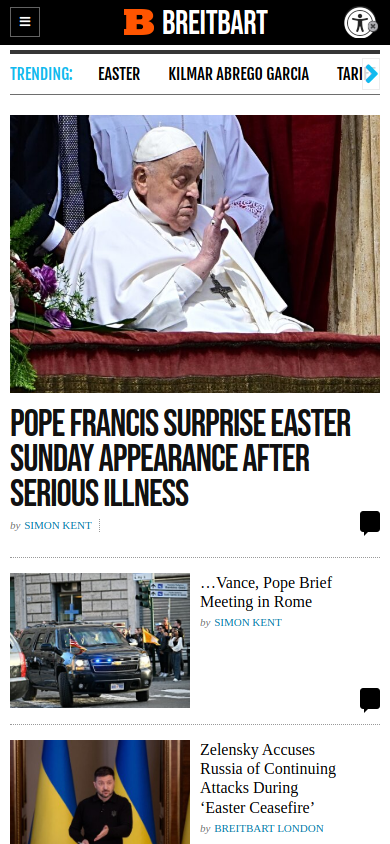 BREITBART
TRENDING: EASTER KILMAR ABREGO GARCIA
POPE FRANCIS SURPRISE EASTER
SUNDAY APPEARANCE AFTER
SERIOUS ILLNESS
by SIMON KENT
…Vance, Pope Brief
Meeting in Rome
by SIMON KENT
Zelensky Accuses
Russia of Continuing
Attacks During
‘Easter Ceasefire’
by BREITBART LONDON